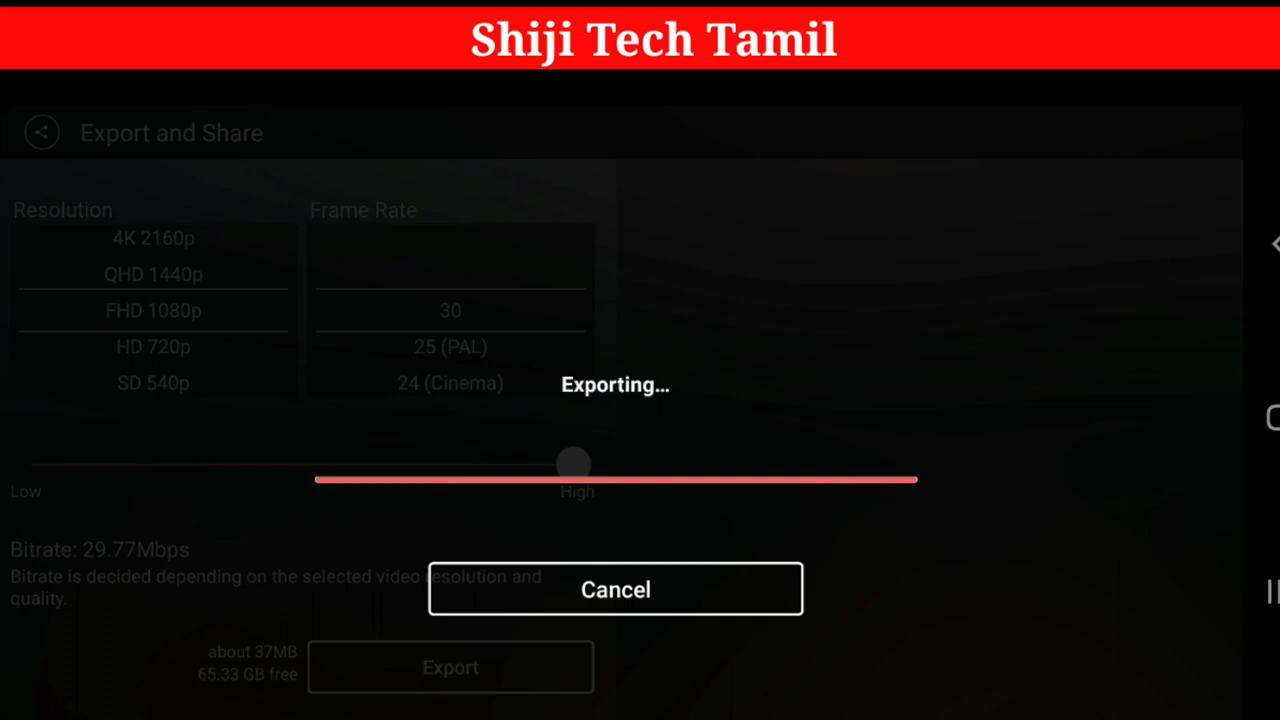 Shiji Tech Tamil
Export and Share
Resolution
Frame Rate
4K 2160p
QHD 1440p
FHD 1080p
HD 720p
SD 540p
30
25 (PAL)
24 (Cinema)
Exporting...
Low
High
Bitrate: 29.77Mbps
Bitrate is decided depending on the selected video resolution and
quality.
Cancel
about 37MB
65.33 GB free
Export